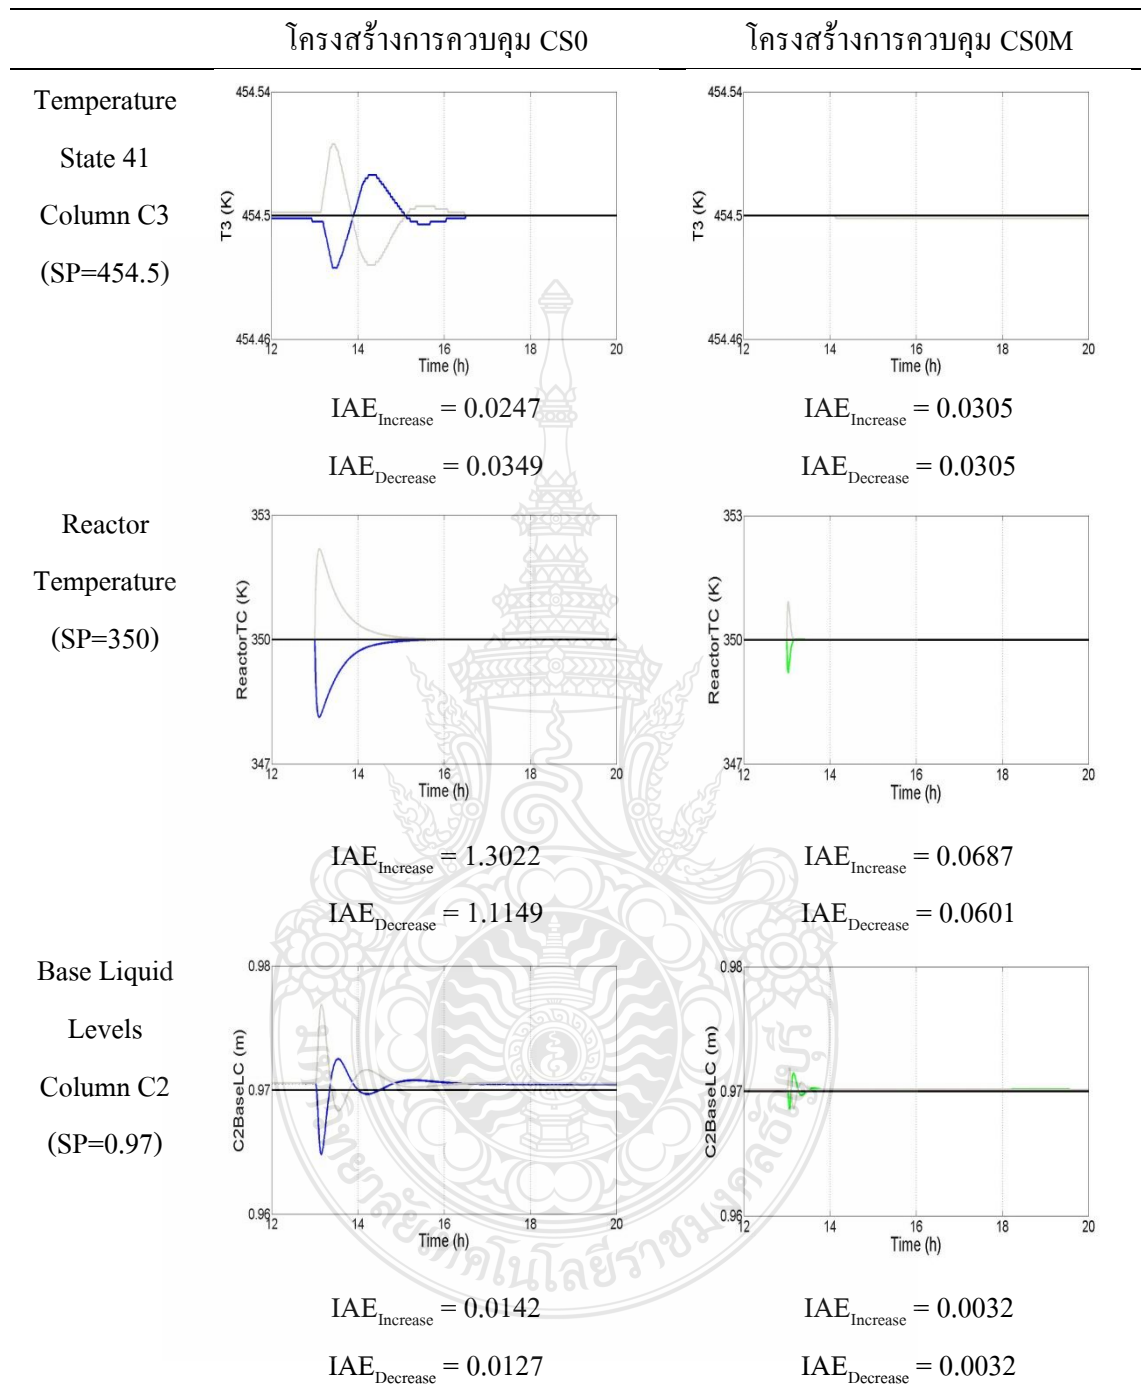 โครงสร้างการควบคุม CS0 โครงสร้างการควบคุม CS0M
Temperature
State 41
Column C3
(SP=454.5)
454.54
454.5
454.46
T3 (K)
12 14 16 18 20
Time (h)
454.54
454.5
454.46
T3 (K)
12 14 16 18 20
Time (h)
IAE_Increase = 0.0247 IAE_Increase = 0.0305
IAE_Decrease = 0.0349 IAE_Decrease = 0.0305
Reactor
Temperature
(SP=350)
353
350
347
ReactorTC (K)
12 14 16 18 20
Time (h)
353
350
347
ReactorTC (K)
12 14 16 18 20
Time (h)
IAE_Increase = 1.3022 IAE_Increase = 0.0687
IAE_Decrease = 1.1149 IAE_Decrease = 0.0601
Base Liquid
Levels
Column C2
(SP=0.97)
0.98
0.97
0.96
C2BaseLC (m)
12 14 16 18 20
Time (h)
0.98
0.97
0.96
C2BaseLC (m)
12 14 16 18 20
Time (h)
IAE_Increase = 0.0142 IAE_Increase = 0.0032
IAE_Decrease = 0.0127 IAE_Decrease = 0.0032